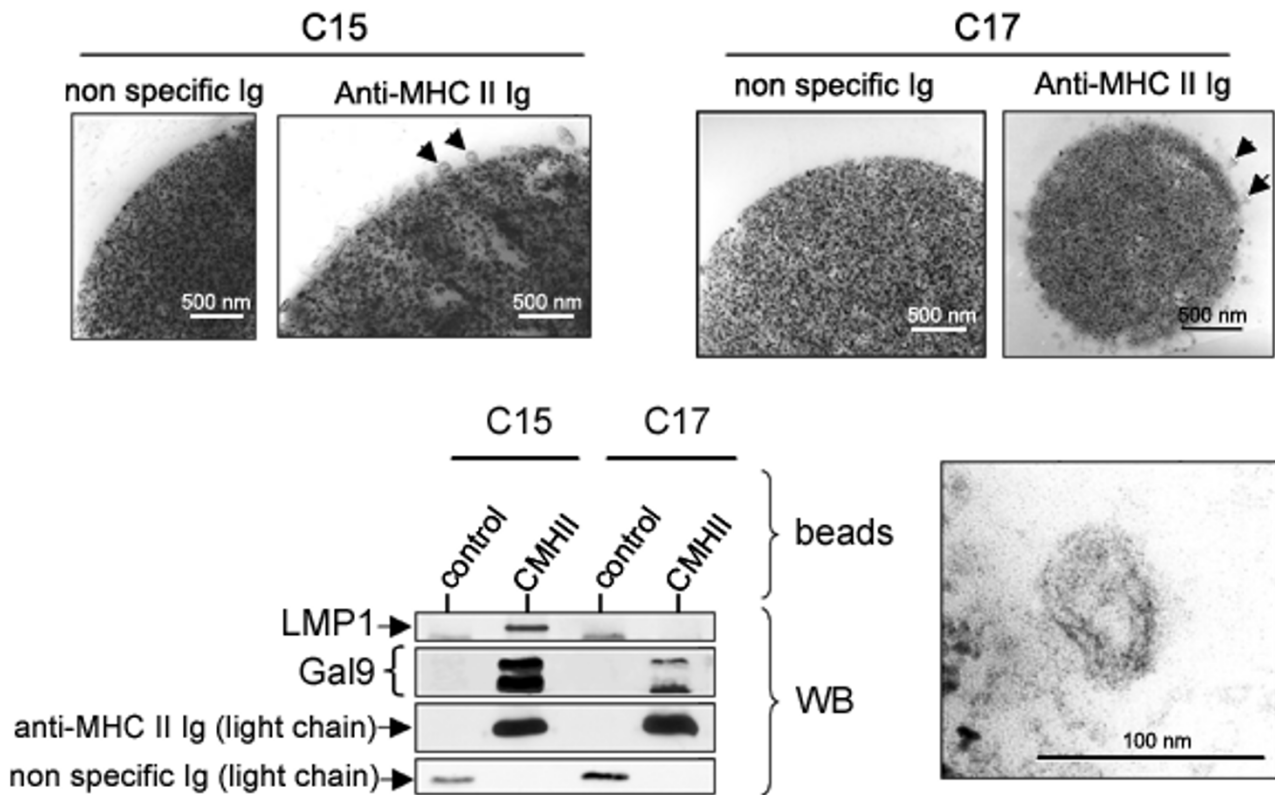 C15
C17
non specific Ig
Anti-MHC II Ig
non specific Ig
Anti-MHC II Ig
500 nm
500 nm
500 nm
500 nm
C15
C17
control
CMHII
control
CMHII
beads
LMP1
Gal9
WB
anti-MHC II Ig (light chain)
non specific Ig (light chain)
100 nm